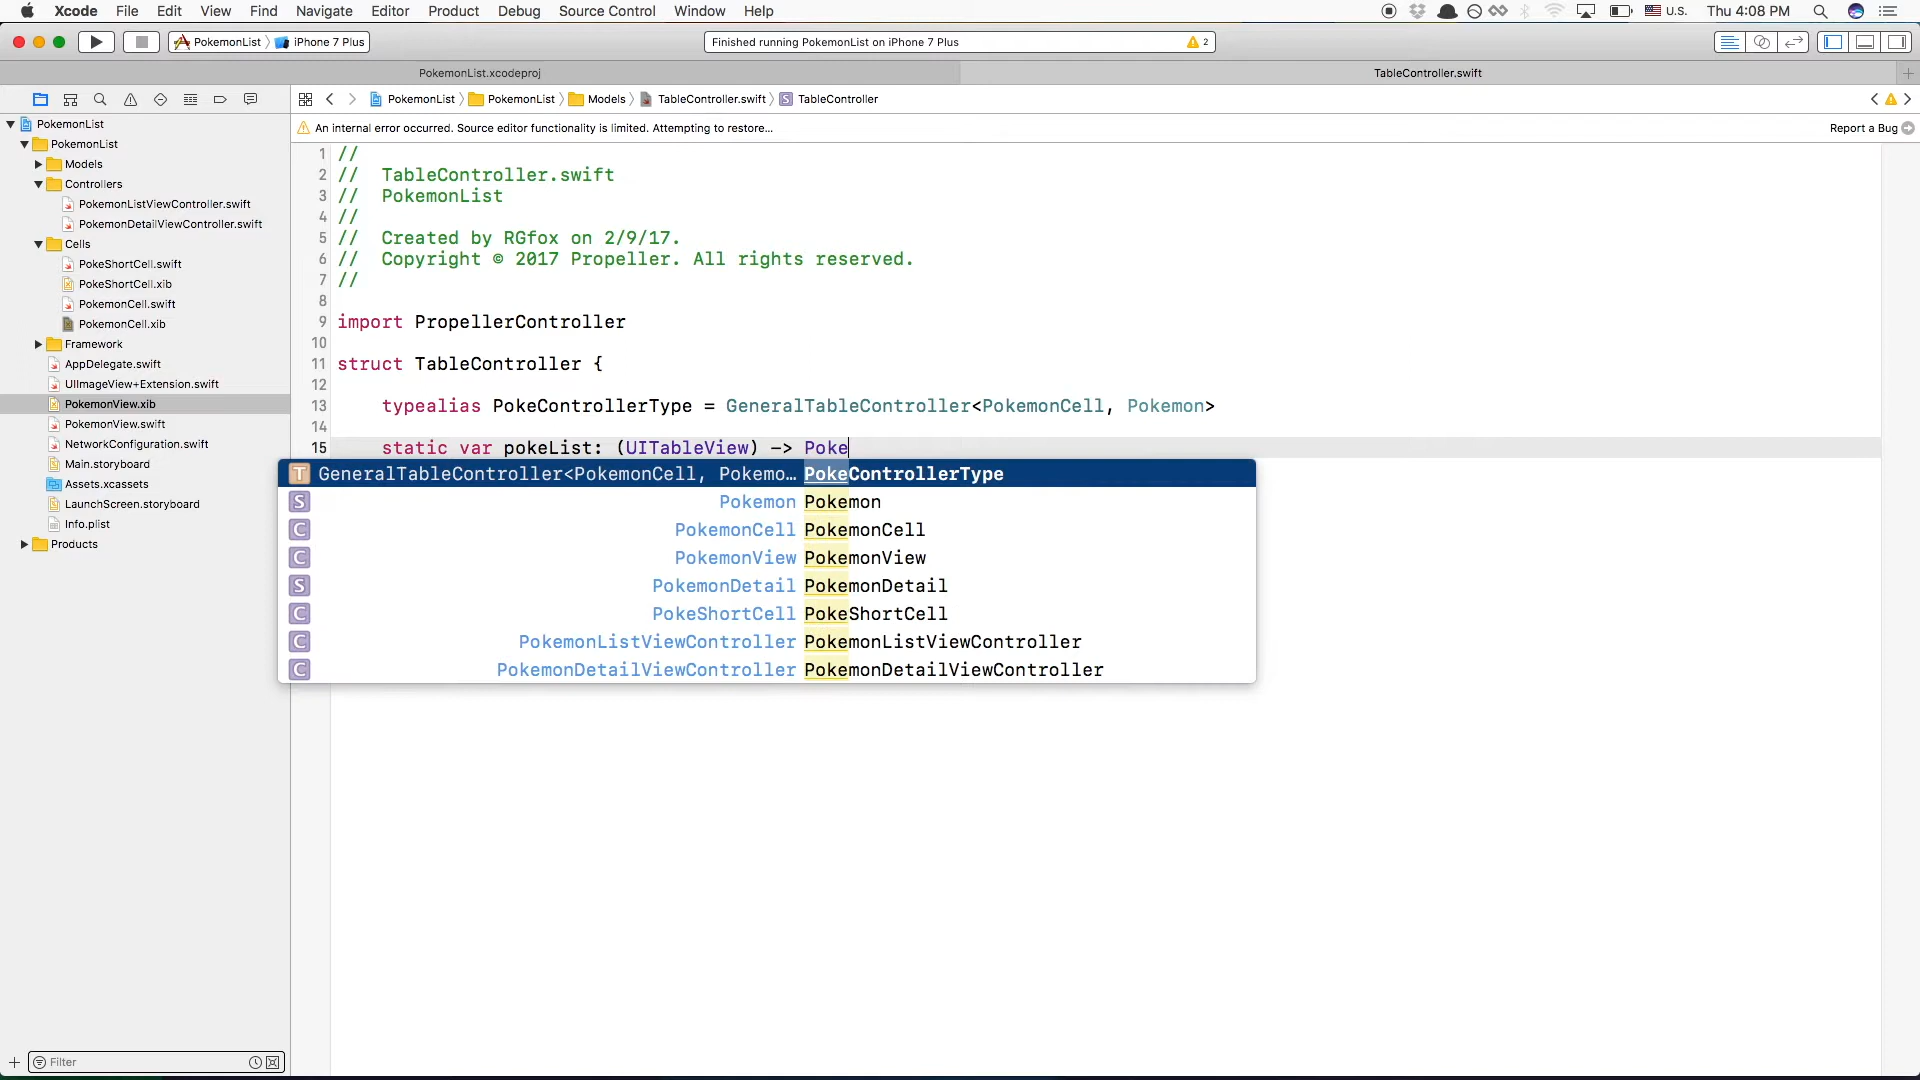 Xcode File Edit View Find Navigate Editor Product Debug Source Control Window Help U.S. Thu 4:08 PM
PokemonList iPhone 7 Plus Finished running PokemonList on iPhone 7 Plus 2
PokemonList.xcodeproj TableController.swift
PokemonList PokemonList Models TableController.swift S TableController
An internal error occurred. Source editor functionality is limited. Attempting to restore... Report a Bug
PokemonList
PokemonList
Models
Controllers
PokemonListViewController.swift
PokemonDetailViewController.swift
Cells
PokeShortCell.swift
PokeShortCell.xib
PokemonCell.swift
PokemonCell.xib
Framework
AppDelegate.swift
UIImageView+Extension.swift
PokemonView.xib
PokemonView.swift
NetworkConfiguration.swift
Main.storyboard
Assets.xcassets
LaunchScreen.storyboard
Info.plist
Products
Filter
1 //
2 // TableController.swift
3 // PokemonList
4 //
5 // Created by RGfox on 2/9/17.
6 // Copyright © 2017 Propeller. All rights reserved.
7 //
8
9 import PropellerController
10
11 struct TableController {
12
13 typealias PokeControllerType = GeneralTableController<PokemonCell, Pokemon>
14
15 static var pokeList: (UITableView) -> Poke
T GeneralTableController<PokemonCell, Pokemo… PokeControllerType
S Pokemon Pokemon
C PokemonCell PokemonCell
C PokemonView PokemonView
S PokemonDetail PokemonDetail
C PokeShortCell PokeShortCell
C PokemonListViewController PokemonListViewController
C PokemonDetailViewController PokemonDetailViewController